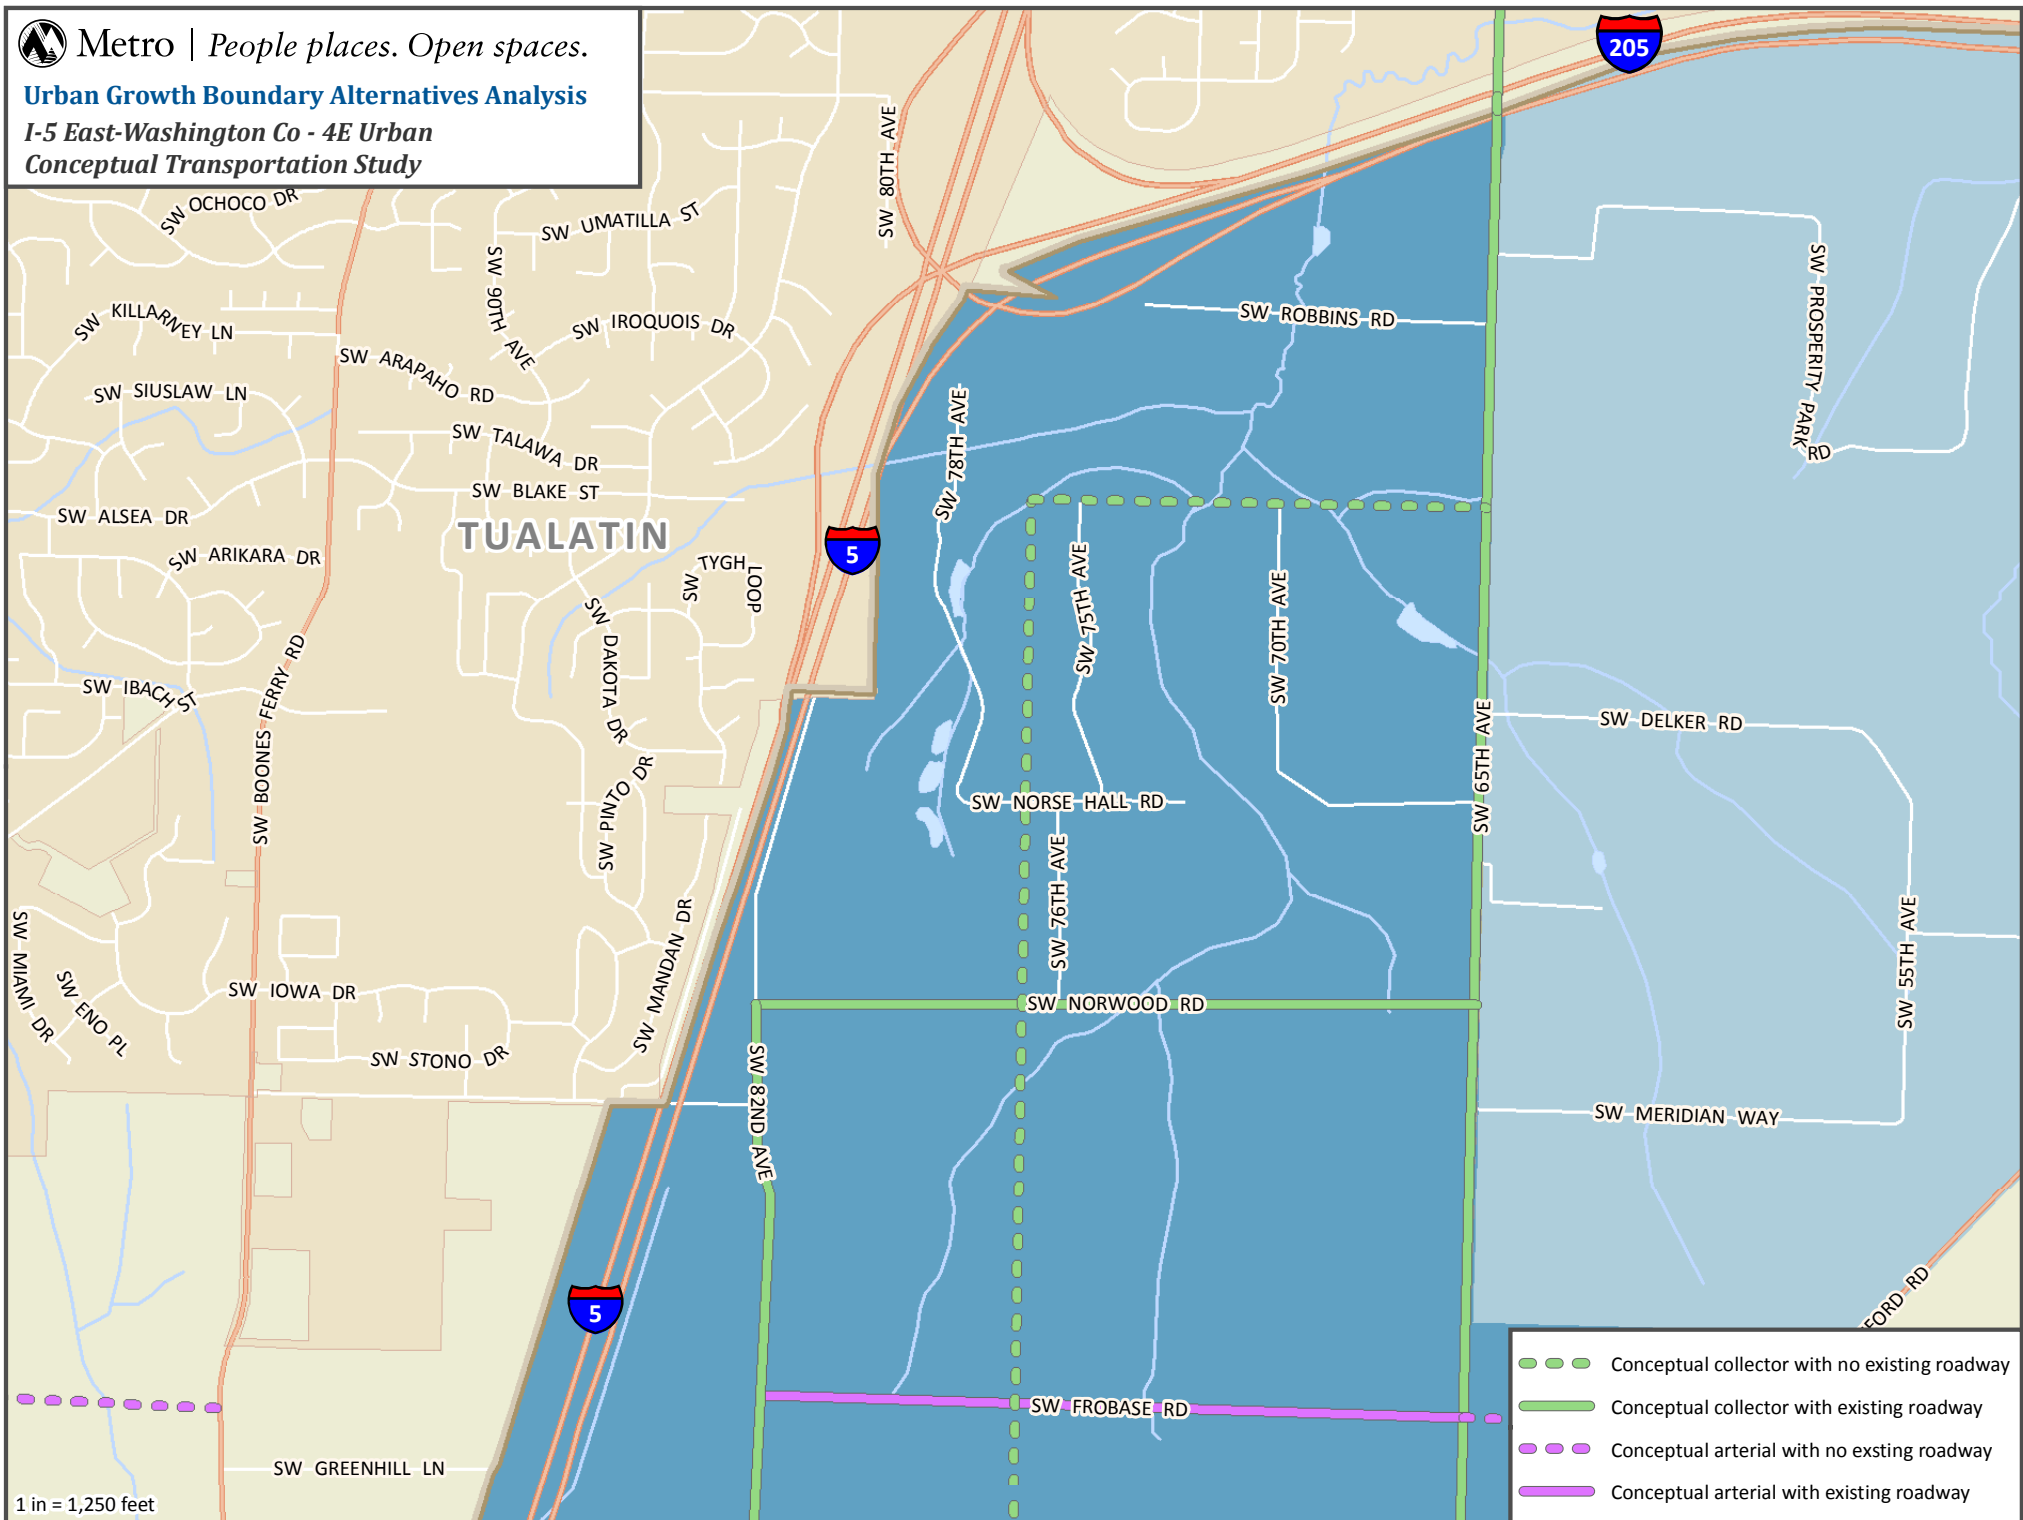 Metro | People places. Open spaces.
Urban Growth Boundary Alternatives Analysis
I-5 East-Washington Co - 4E Urban
Conceptual Transportation Study
205
SW 80TH AVE
SW OCHOCO DR
SW UMATILLA ST
SW 90TH AVE
SW KILLARNEY LN
SW IROQUOIS DR
SW ROBBINS RD
SW PROSPERITY PARK RD
SW ARAPAHO RD
SW SIUSLAW LN
SW 78TH AVE
SW TALAWA DR
SW BLAKE ST
SW ALSEA DR
TUALATIN
5
SW ARIKARA DR
SW TYGH LOOP
SW 75TH AVE
SW 70TH AVE
SW DAKOTA DR
SW BOONES FERRY RD
SW IBACH ST
SW 65TH AVE
SW DELKER RD
SW PINTO DR
SW NORSE HALL RD
SW 76TH AVE
SW 55TH AVE
SW MIAMI DR
SW ENO PL
SW MANDAN DR
SW IOWA DR
SW NORWOOD RD
SW STONO DR
SW 82ND AVE
SW MERIDIAN WAY
5
FORD RD
SW FROBASE RD
SW GREENHILL LN
1 in = 1,250 feet
Conceptual collector with no existing roadway
Conceptual collector with existing roadway
Conceptual arterial with no exsting roadway
Conceptual arterial with existing roadway